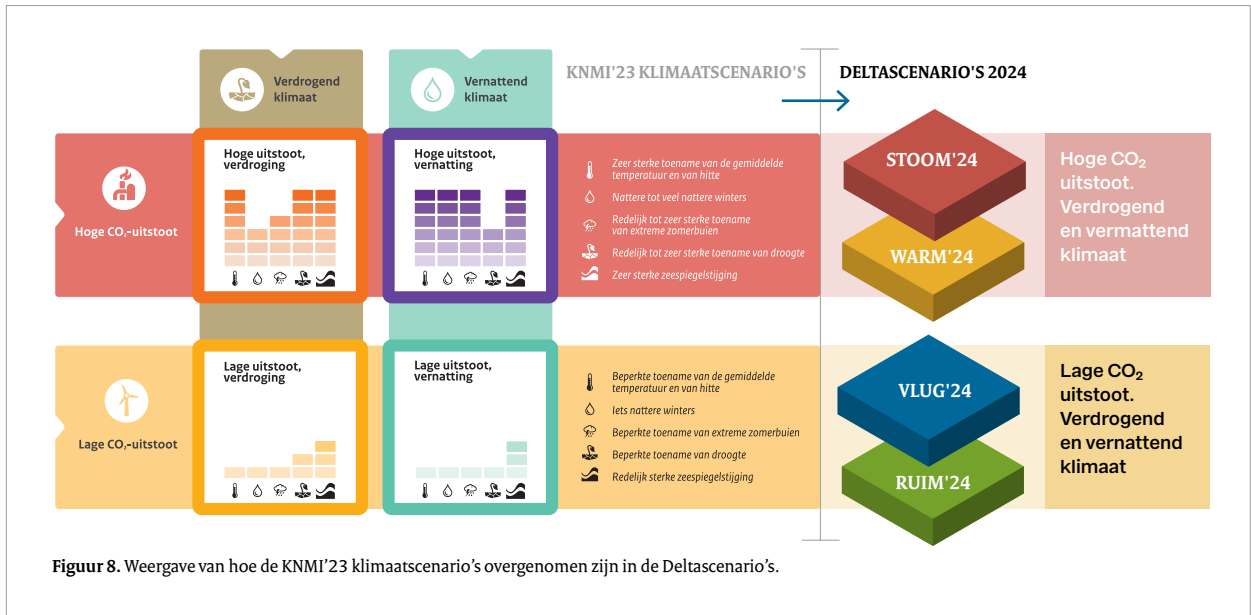 Verdrogend
klimaat
Vernattend
klimaat
KNMI'23 KLIMAATSCENARIO'S
DELTASCENARIO'S 2024
Hoge CO₂-uitstoot
Hoge uitstoot,
verdroging
Hoge uitstoot,
vernatting
Zeer sterke toename van de gemiddelde
temperatuur en van hitte
Nattere tot veel nattere winters
Redelijk tot zeer sterke toename
van extreme zomerbuien
Redelijk tot zeer sterke toename van droogte
Zeer sterke zeespiegelstijging
STOOM'24
WARM'24
Hoge CO₂
uitstoot.
Verdrogend
en vermattend
klimaat
Lage CO₂-uitstoot
Lage uitstoot,
verdroging
Lage uitstoot,
vernatting
Beperkte toename van de gemiddelde
temperatuur en van hitte
Iets nattere winters
Beperkte toename van extreme zomerbuien
Beperkte toename van droogte
Redelijk sterke zeespiegelstijging
VLUG'24
RUIM'24
Lage CO₂
uitstoot.
Verdrogend
en vernattend
klimaat
Figuur 8. Weergave van hoe de KNMI’23 klimaatscenario’s overgenomen zijn in de Deltascenario’s.